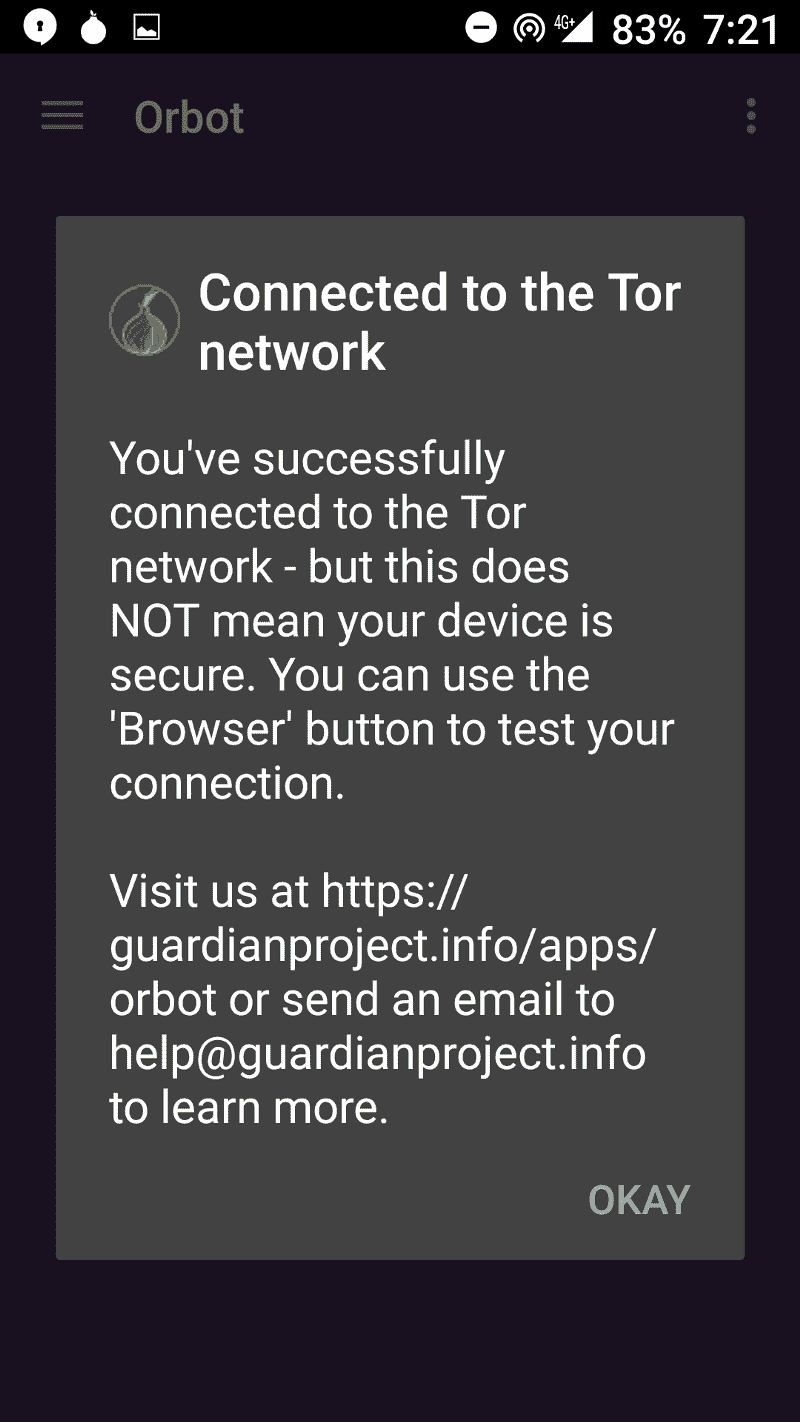 4G+ 83% 7:21
Orbot
Connected to the Tor
network
You've successfully
connected to the Tor
network - but this does
NOT mean your device is
secure. You can use the
'Browser' button to test your
connection.
Visit us at https://
guardianproject.info/apps/
orbot or send an email to
help@guardianproject.info
to learn more.
OKAY